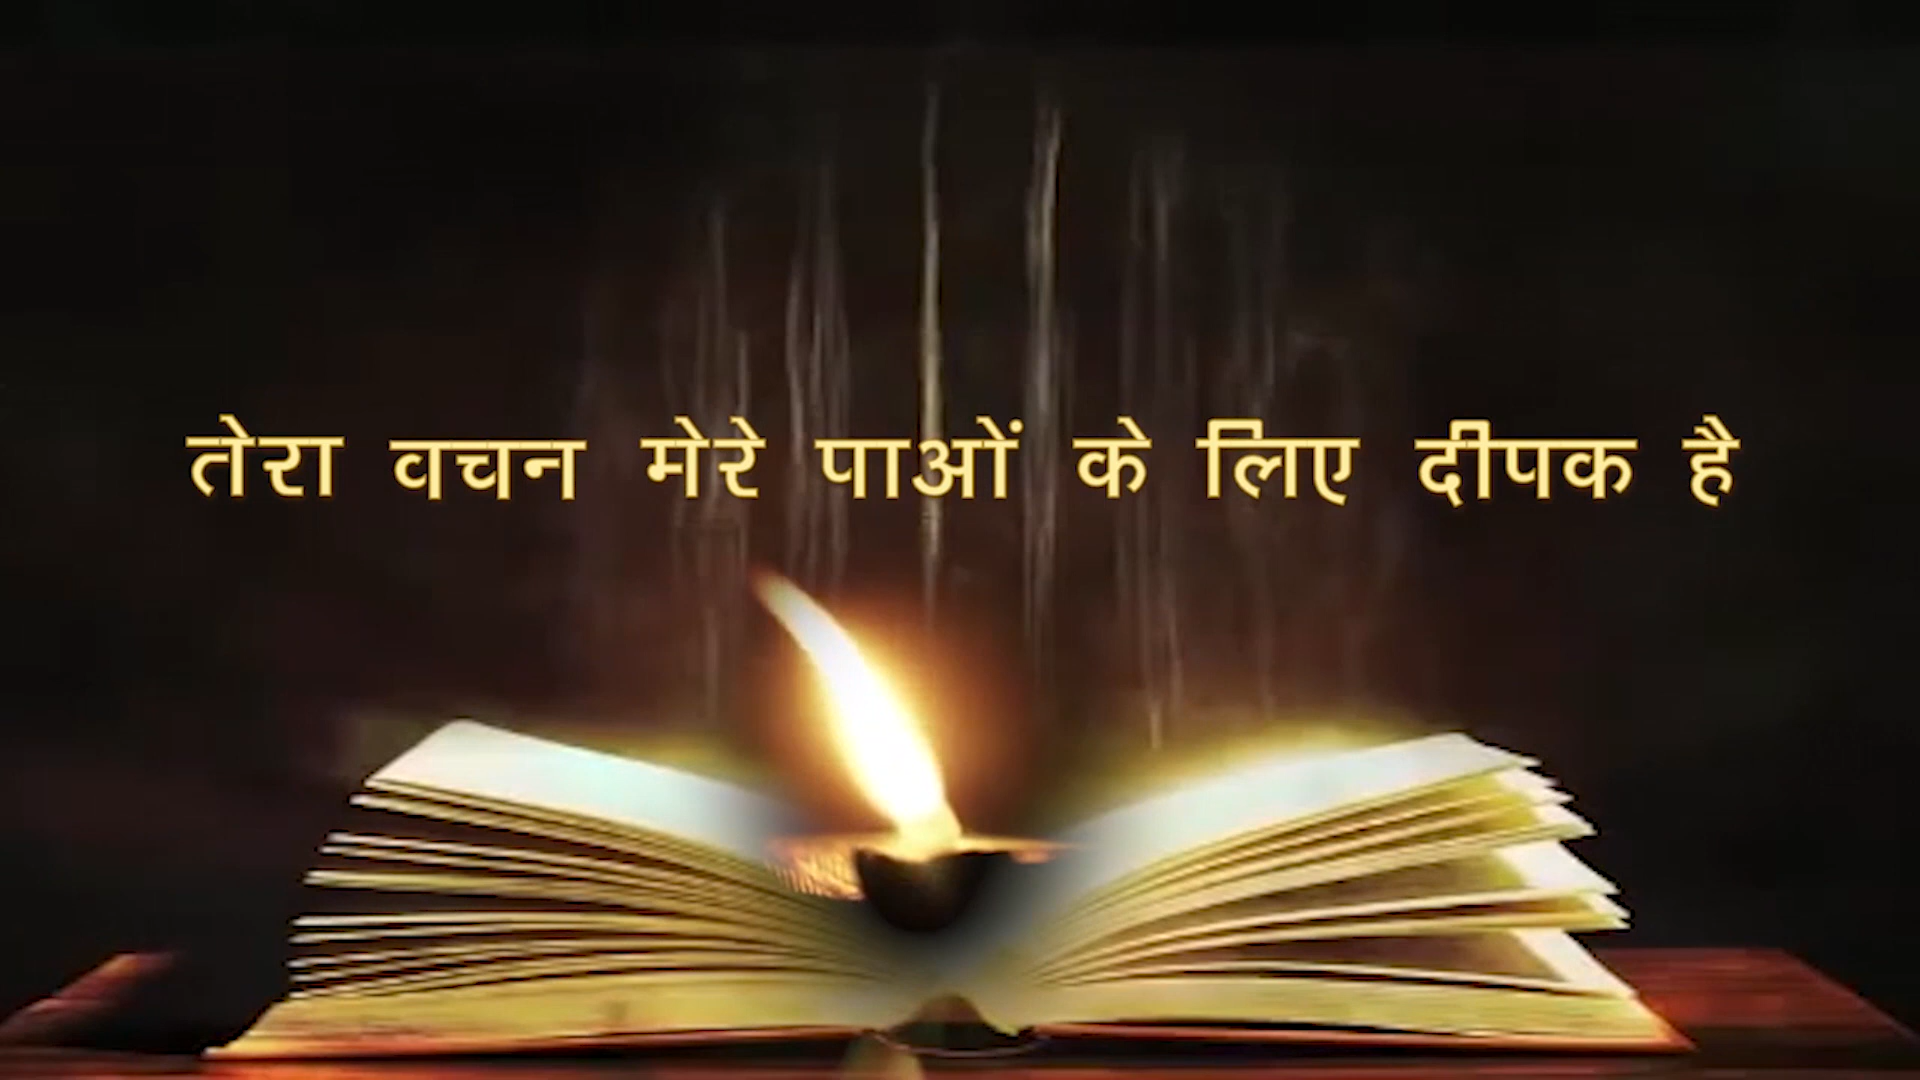 तेरा वचन मेरे पाओं के लिए दीपक है